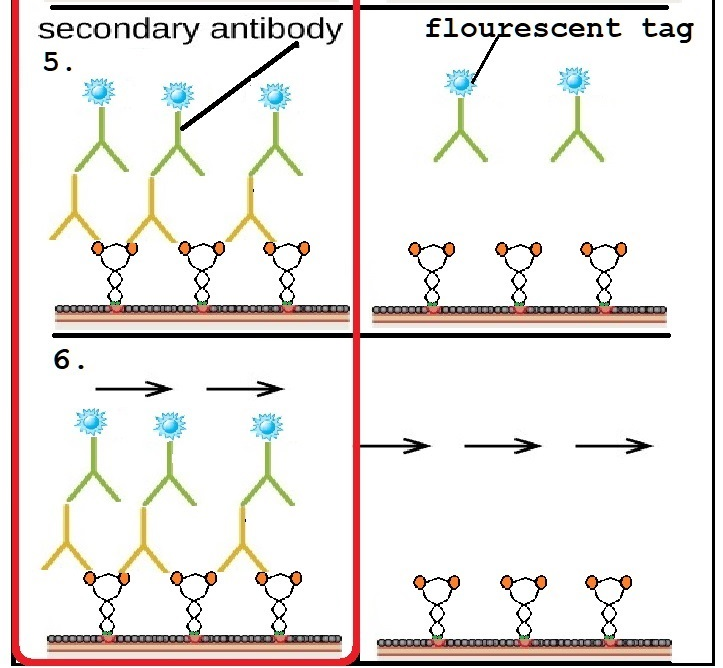 secondary antibody
flourescent tag
5.
6.